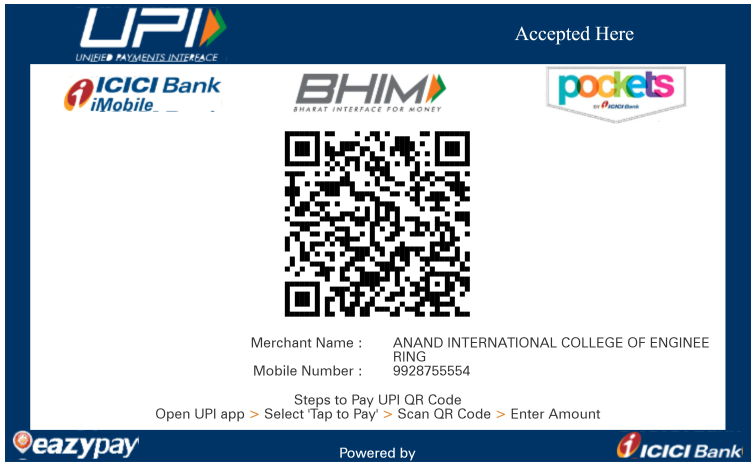 UPI
UNIFIED PAYMENTS INTERFACE
Accepted Here
ICICI Bank
iMobile
BHIM
BHARAT INTERFACE FOR MONEY
pockets
BY ICICI Bank
Merchant Name : ANAND INTERNATIONAL COLLEGE OF ENGINEE
RING
Mobile Number : 9928755554
Steps to Pay UPI QR Code
Open UPI app > Select 'Tap to Pay' > Scan QR Code > Enter Amount
eazypay
Powered by
ICICI Bank